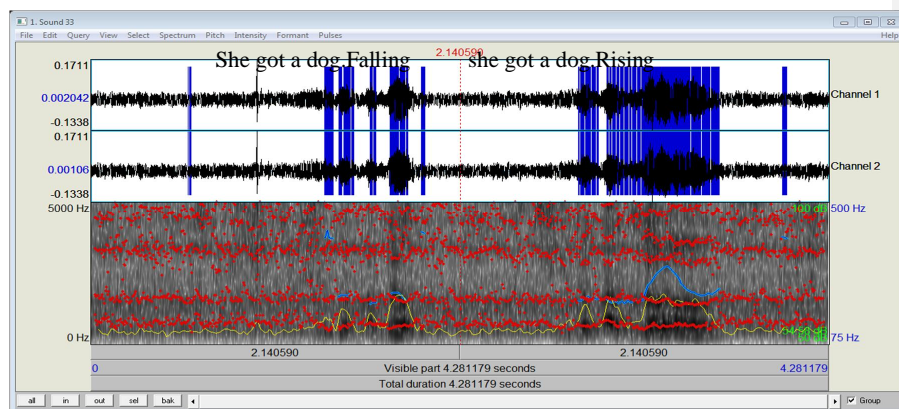 1. Sound 33
File Edit Query View Select Spectrum Pitch Intensity Formant Pulses Help
She got a dog.Falling 2.140590 she got a dog.Rising
0.1711
0.002042 Channel 1
-0.1338
0.1711
0.00106 Channel 2
-0.1338
5000 Hz 100 dB 500 Hz
0 Hz 75 Hz
2.140590 2.140590
0 Visible part 4.281179 seconds 4.281179
Total duration 4.281179 seconds
all in out sel bak Group